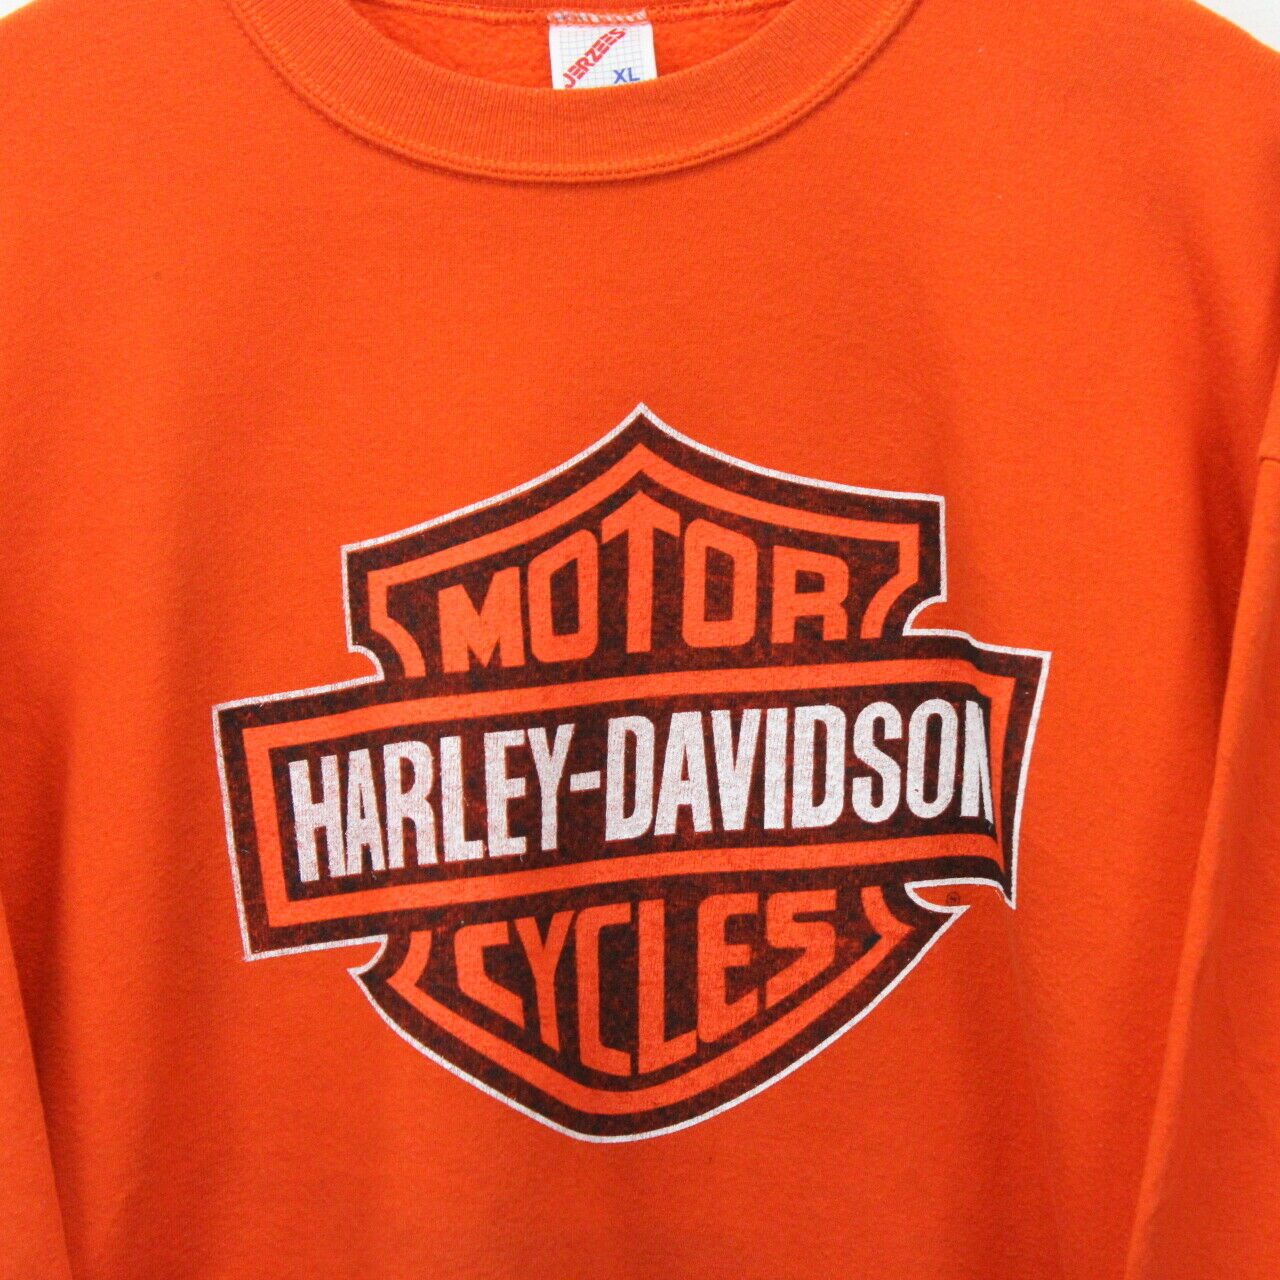 JERZEES
XL
MOTOR
HARLEY-DAVIDSON
CYCLES
®